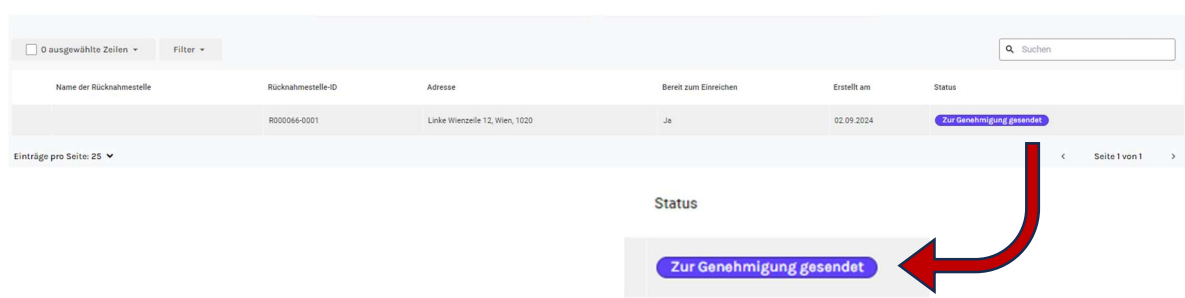 0 ausgewählte Zeilen Filter Suchen
Name der Rücknahmestelle Rücknahmestelle-ID Adresse Bereit zum Einreichen Erstellt am Status
R000066-0001 Linke Wienzeile 12, Wien, 1020 Ja 02.09.2024 Zur Genehmigung gesendet
Einträge pro Seite: 25 Seite 1 von 1
Status
Zur Genehmigung gesendet